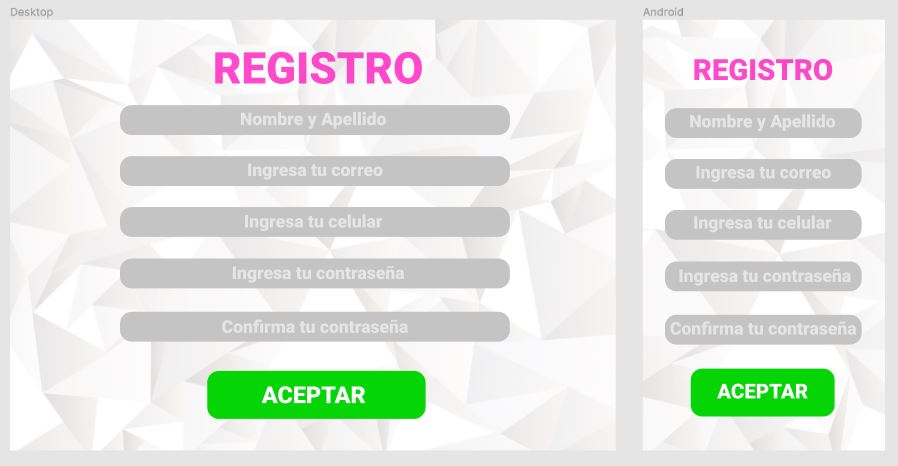 Desktop
REGISTRO
Nombre y Apellido
Ingresa tu correo
Ingresa tu celular
Ingresa tu contraseña
Confirma tu contraseña
ACEPTAR
Android
REGISTRO
Nombre y Apellido
Ingresa tu correo
Ingresa tu celular
Ingresa tu contraseña
Confirma tu contraseña
ACEPTAR